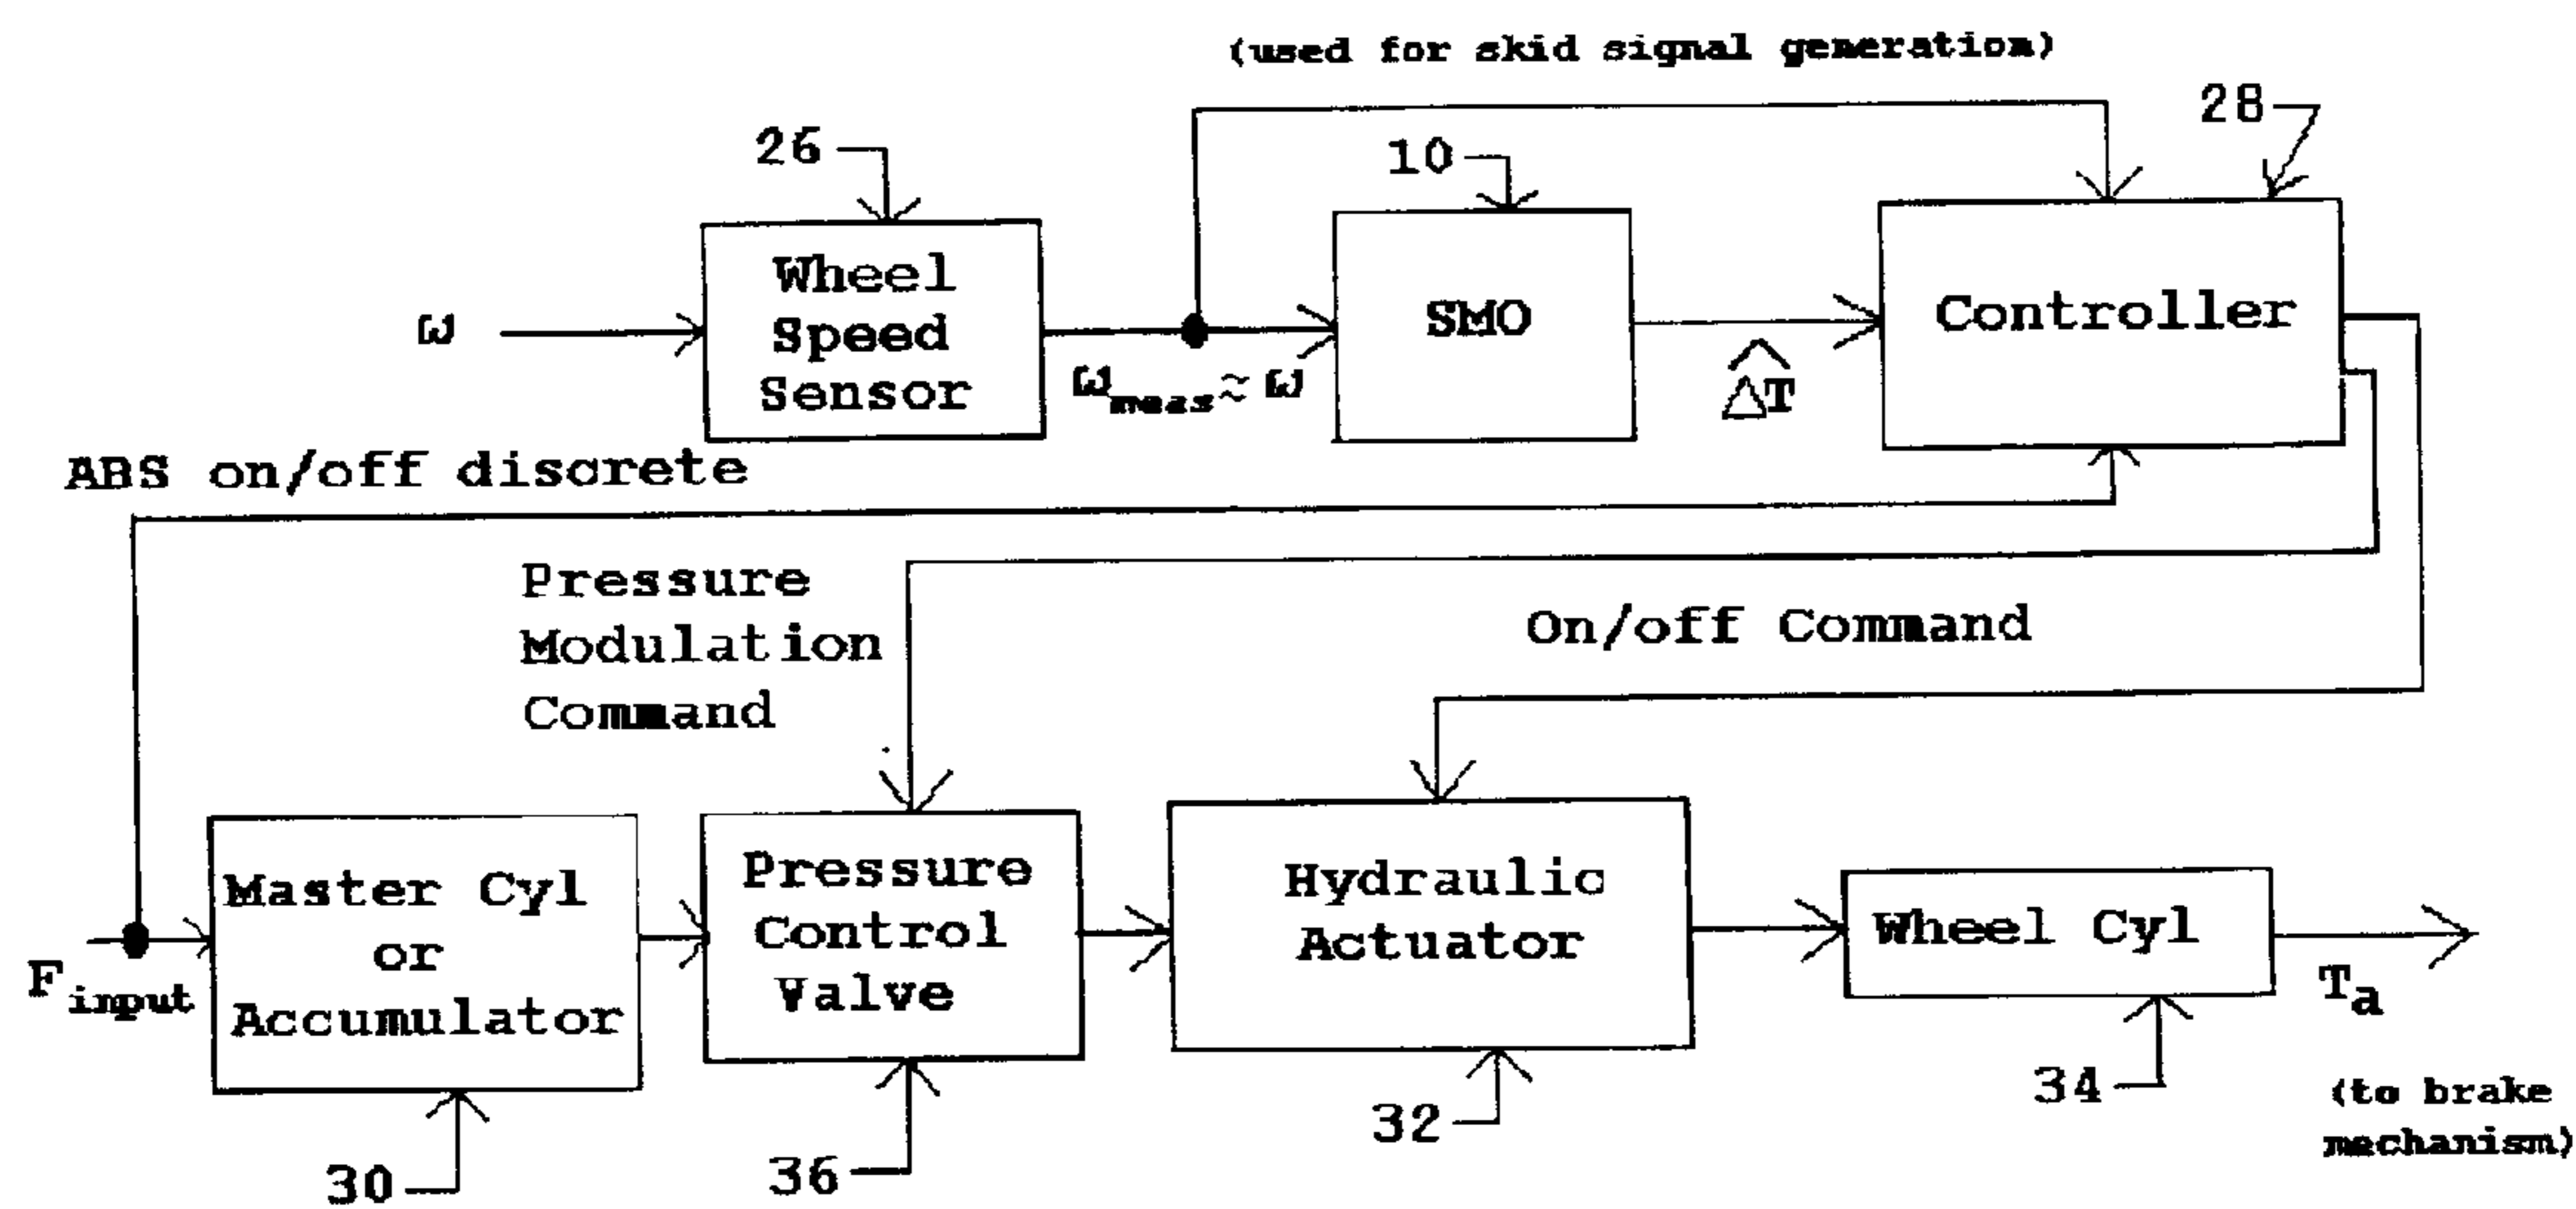 (used for skid signal generation)
28
26
10
Wheel
Speed
Sensor
SMO
Controller
ω
ω meas ≈ ω
ΔT̂
ABS on/off discrete
Pressure
Modulation
Command
On/off Command
Master Cyl
or
Accumulator
Pressure
Control
Valve
Hydraulic
Actuator
Wheel Cyl
F input
Ta
34
(to brake
mechanism)
32
36
30